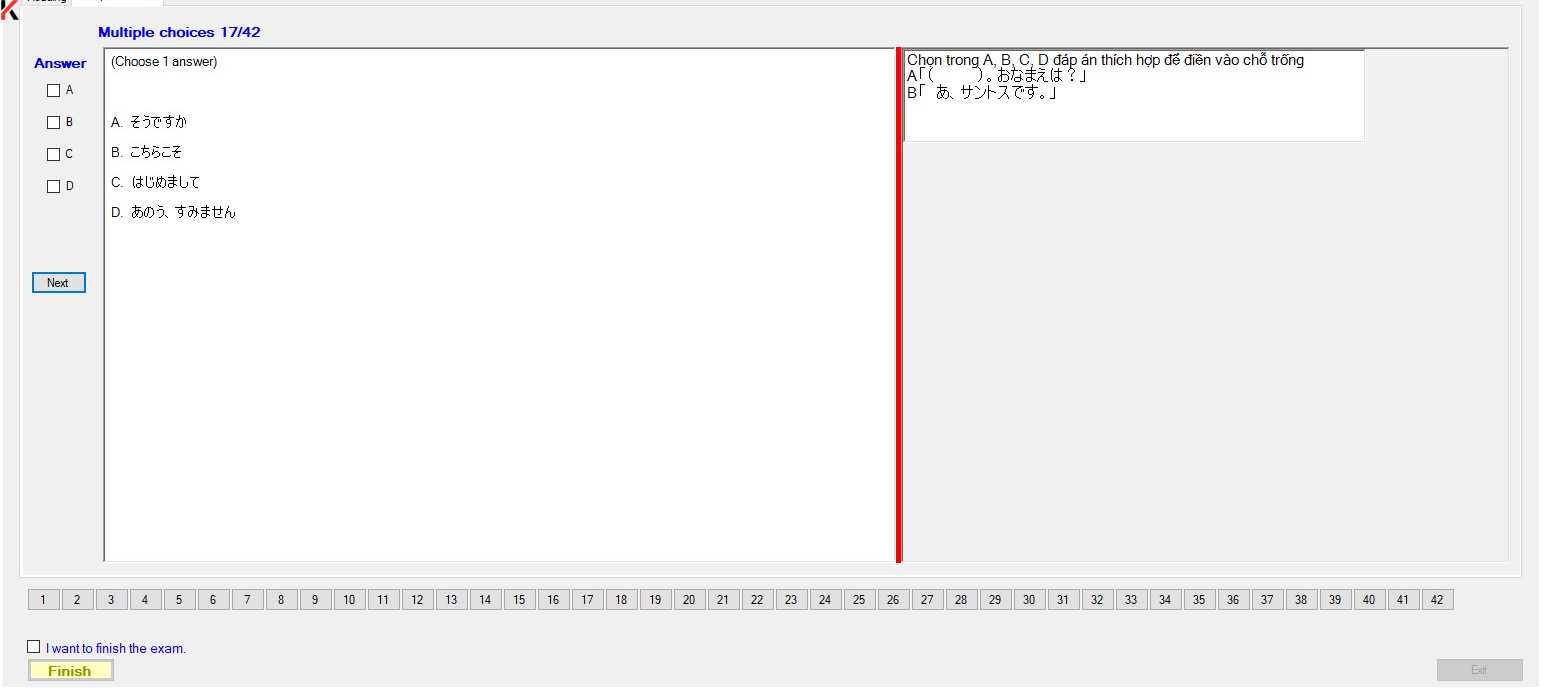 Multiple choices 17/42
Answer
A
B
C
D
Next
(Choose 1 answer)
A. そうですか
B. こちらこそ
C. はじめまして
D. あのう、すみません
Chọn trong A, B, C, D đáp án thích hợp để điền vào chỗ trống
A「(　　　)。おなまえは？」
B「 あ、サントスです。」
1 2 3 4 5 6 7 8 9 10 11 12 13 14 15 16 17 18 19 20 21 22 23 24 25 26 27 28 29 30 31 32 33 34 35 36 37 38 39 40 41 42
I want to finish the exam.
Finish
Exit